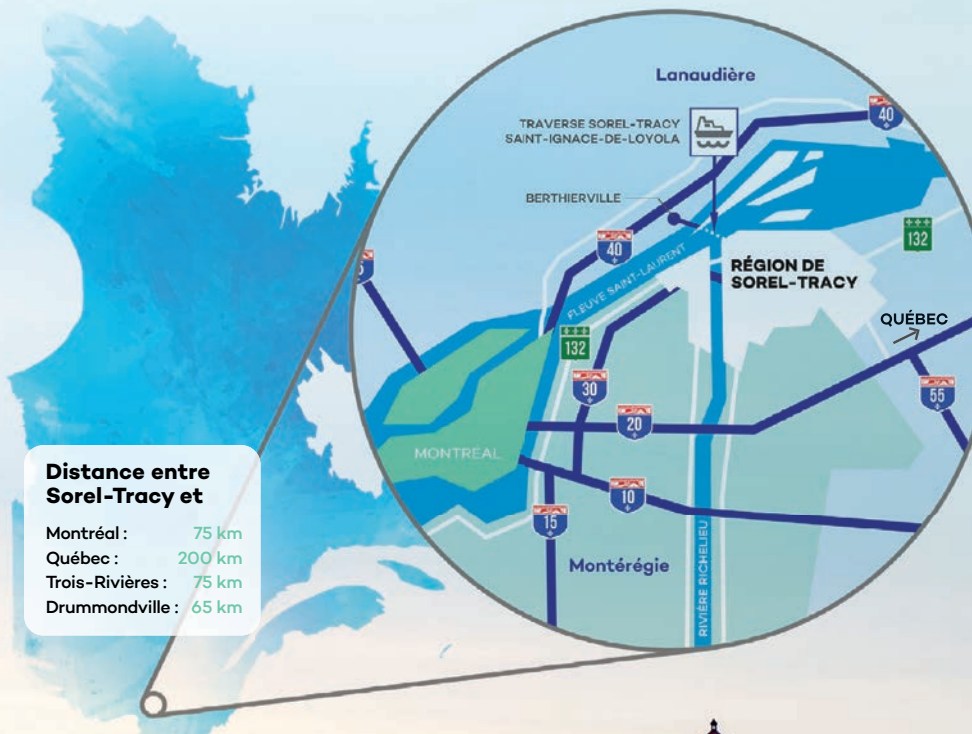 Lanaudière
40
TRAVERSE SOREL-TRACY
SAINT-IGNACE-DE-LOYOLA
BERTHIERVILLE
132
40
FLEUVE SAINT-LAURENT
RÉGION DE
SOREL-TRACY
QUÉBEC
132
30
55
20
MONTRÉAL
10
15
Montérégie
RIVIÈRE RICHELIEU
Distance entre
Sorel-Tracy et
Montréal : 75 km
Québec : 200 km
Trois-Rivières : 75 km
Drummondville : 65 km